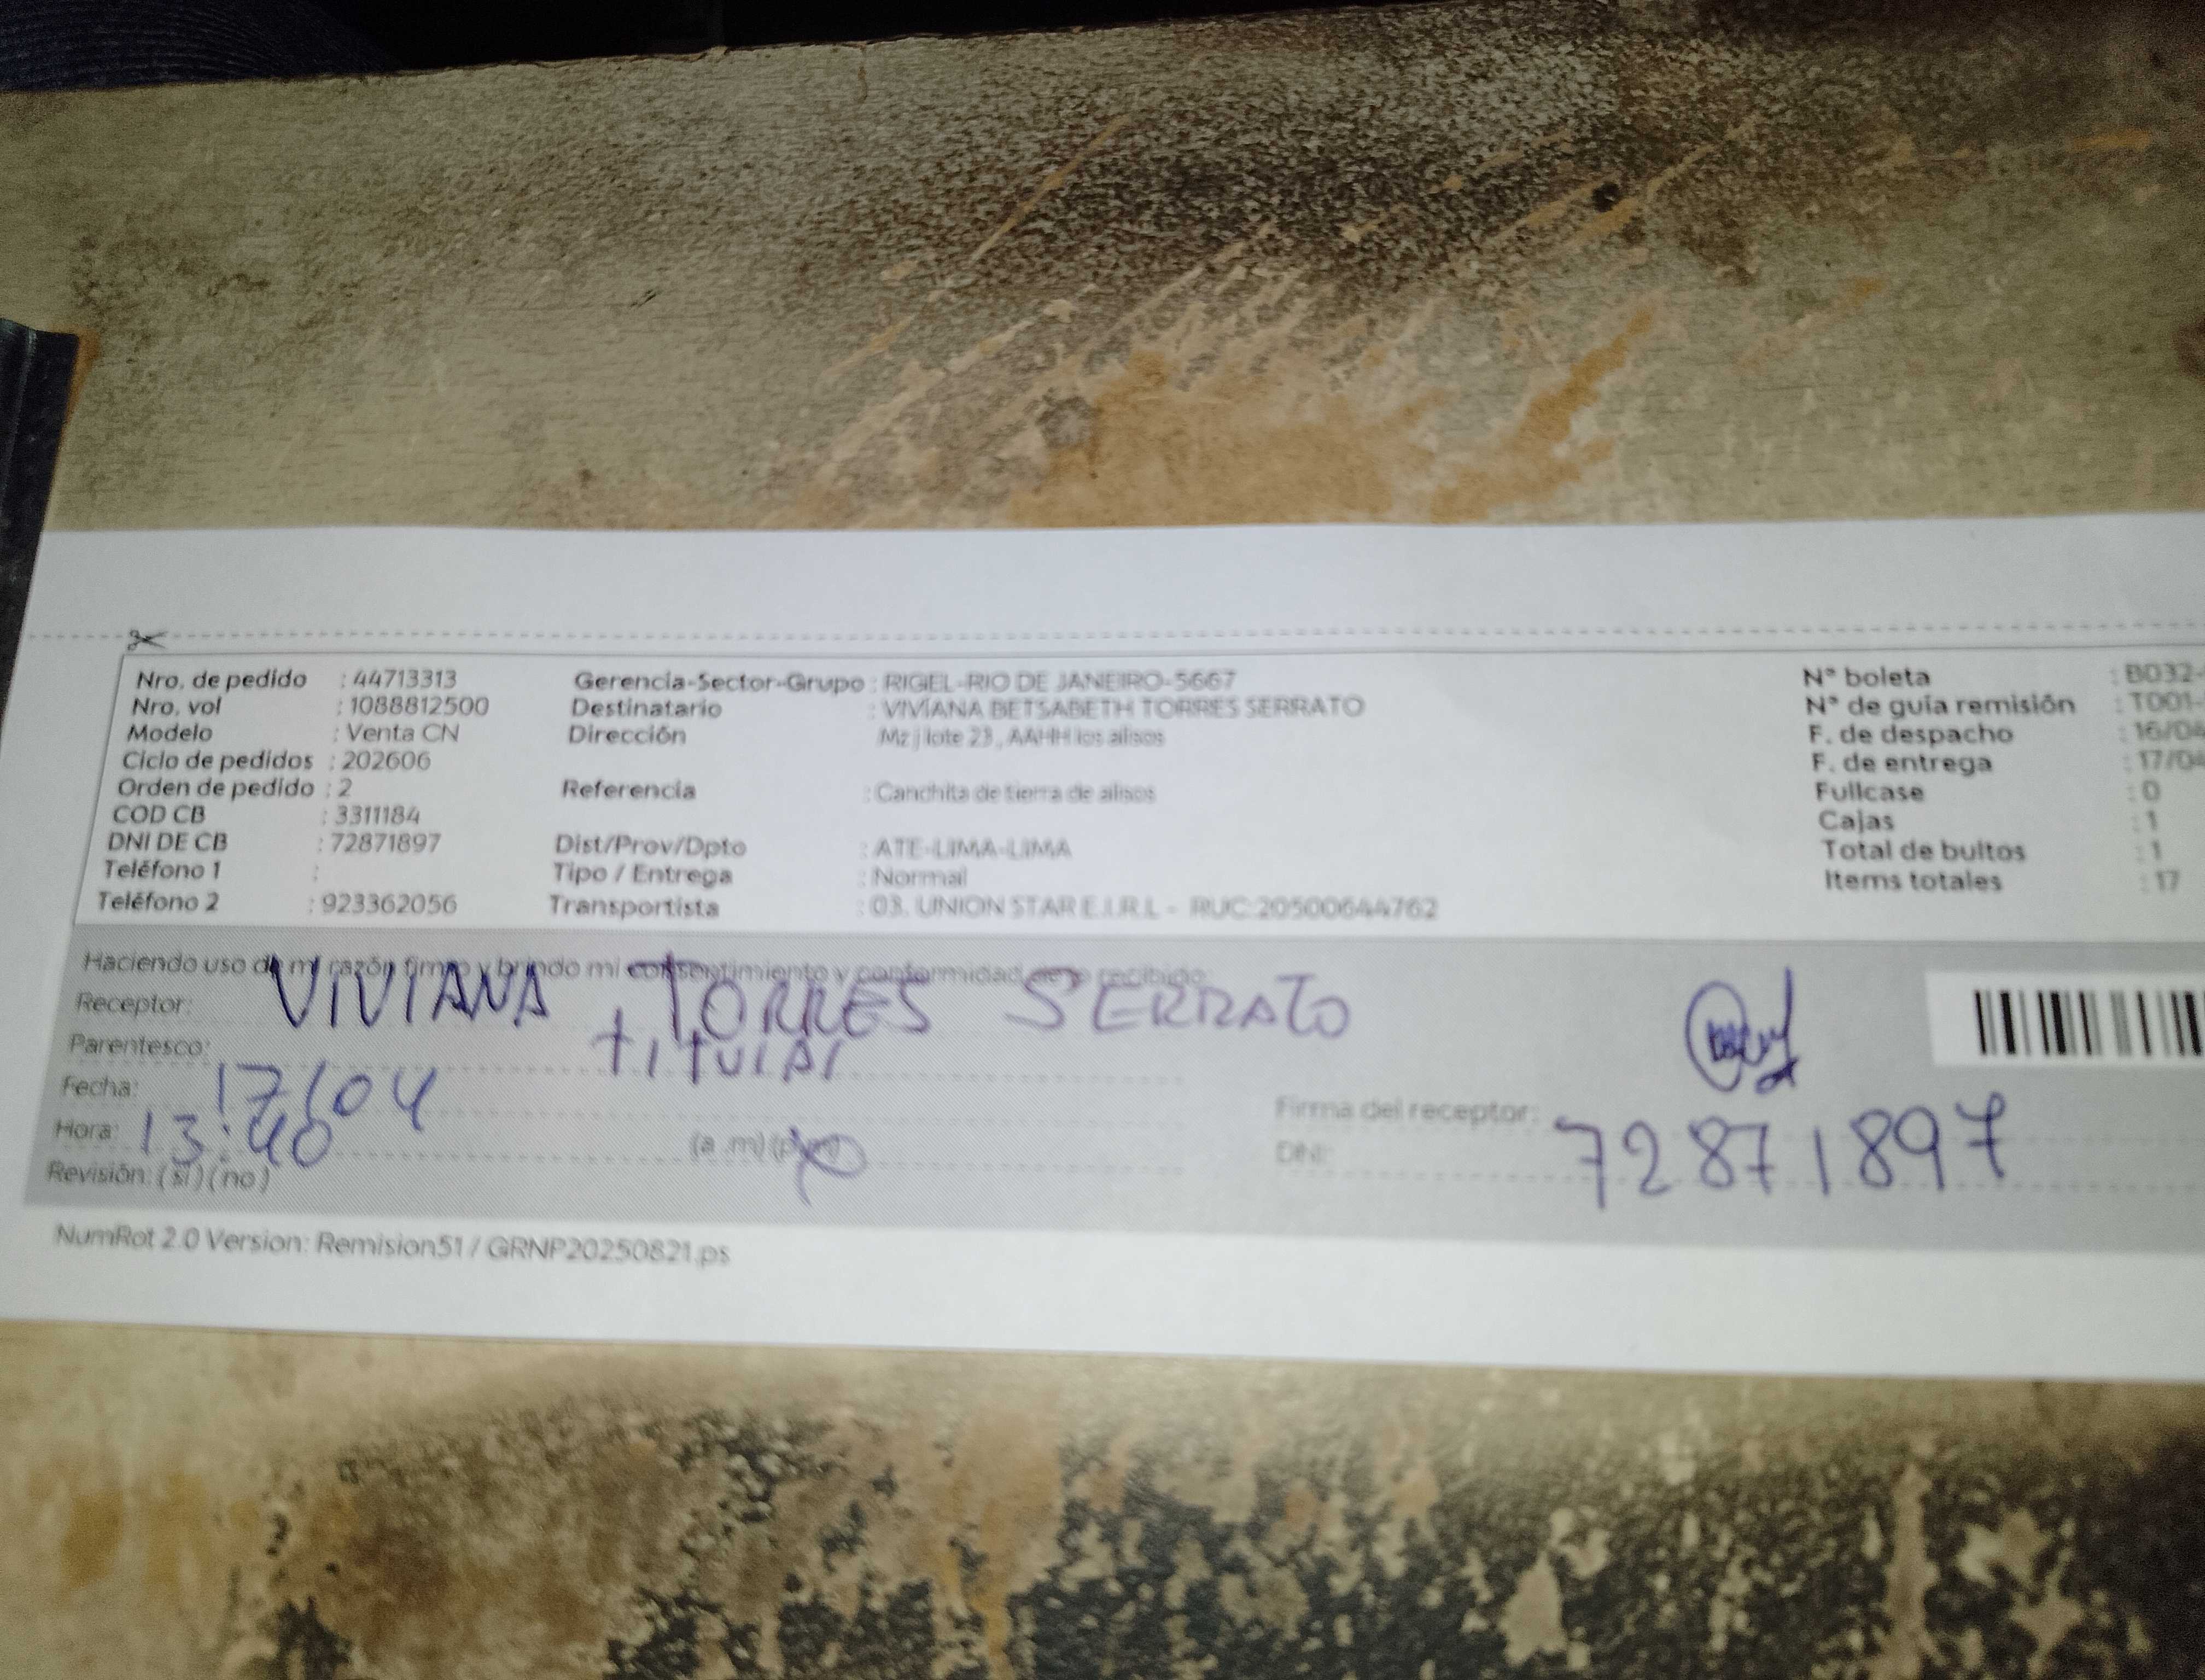 Nro. de pedido : 44713313 Gerencia-Sector-Grupo : RIGEL-RIO DE JANEIRO-5667 N° boleta : B032-
Nro. vol : 1088812500 Destinatario : VIVIANA BETSABETH TORRES SERRATO N° de guía remisión : T001-
Modelo : Venta CN Dirección Mz j lote 23, AAHH los alisos F. de despacho : 16/04
Ciclo de pedidos : 202606 F. de entrega : 17/04
Orden de pedido : 2 Referencia : Canchita de tierra de alisos Fullcase : 0
COD CB : 3311184 Cajas : 1
DNI DE CB : 72871897 Dist/Prov/Dpto : ATE-LIMA-LIMA Total de bultos : 1
Teléfono 1 : Tipo / Entrega : Normal Items totales : 17
Teléfono 2 : 923362056 Transportista : 03. UNION STAR E.I.R.L - RUC:20500644762
Haciendo uso de mi razón firmo y brindo mi consentimiento y conformidad de lo recibido:
Receptor: VIVIANA TORRES SERRATO
Parentesco: titular
Fecha: 17/04
Hora: 13:40 (a .m) (p.m)
Revisión: (si) (no)
Firma del receptor:
DNI: 72871897
NumRot 2.0 Version: Remision51 / GRNP20250821.ps